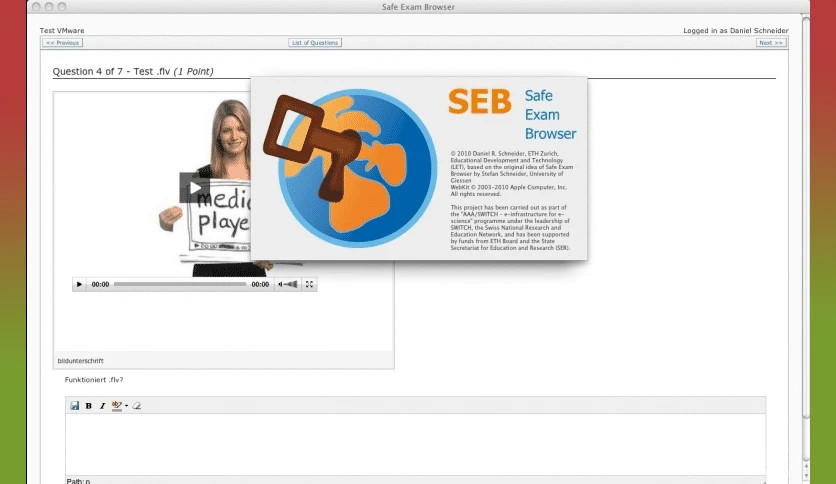 Safe Exam Browser
Test VMware
Logged in as Daniel Schneider
<< Previous
List of Questions
Next >>
Question 4 of 7 - Test .flv (1 Point)
media
player
00:00
00:00
bildunterschrift
SEB
Safe
Exam
Browser
© 2010 Daniel R. Schneider, ETH Zurich,
Educational Development and Technology
(LET), based on the original idea of Safe Exam
Browser by Stefan Schneider, University of
Giessen
WebKit © 2003-2010 Apple Computer, Inc.
All rights reserved.
This project has been carried out as part of
the "AAA/SWITCH - e-infrastructure for e-
science" programme under the leadership of
SWITCH, the Swiss National Research and
Education Network, and has been supported
by funds from ETH Board and the State
Secretariat for Education and Research (SER).
Funktioniert .flv?
B I
Path: p